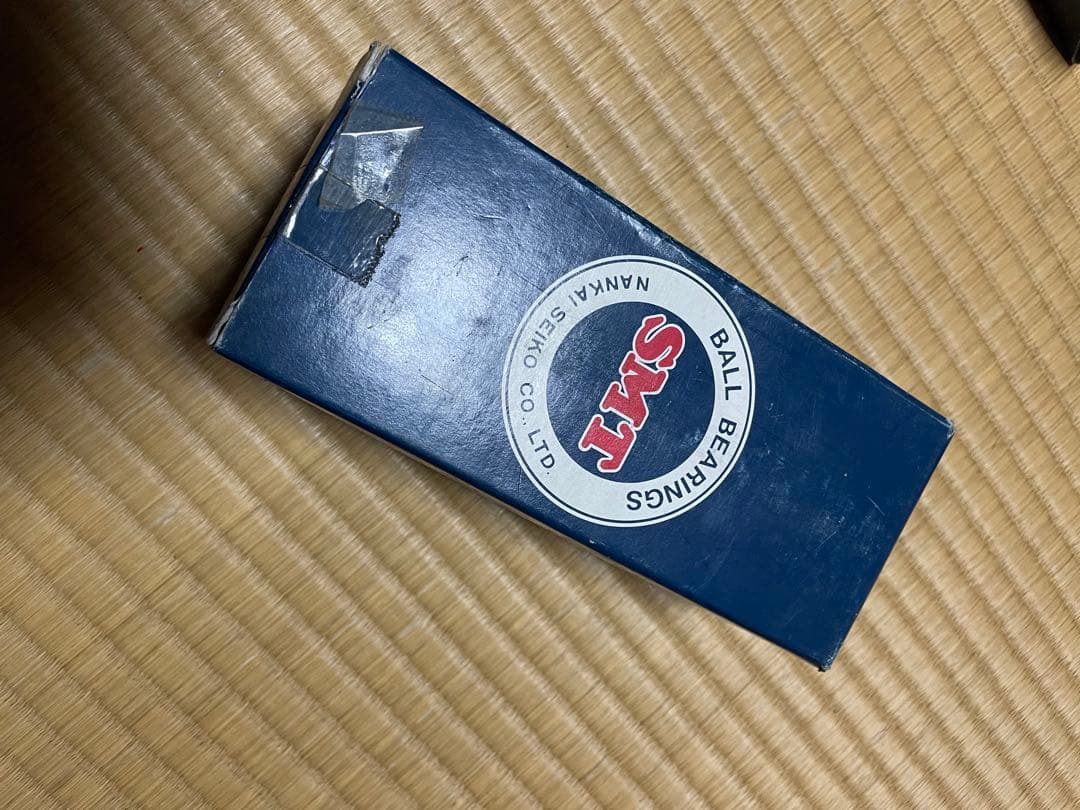 BALL BEARINGS
SMT
NANKAI SEIKO CO., LTD.